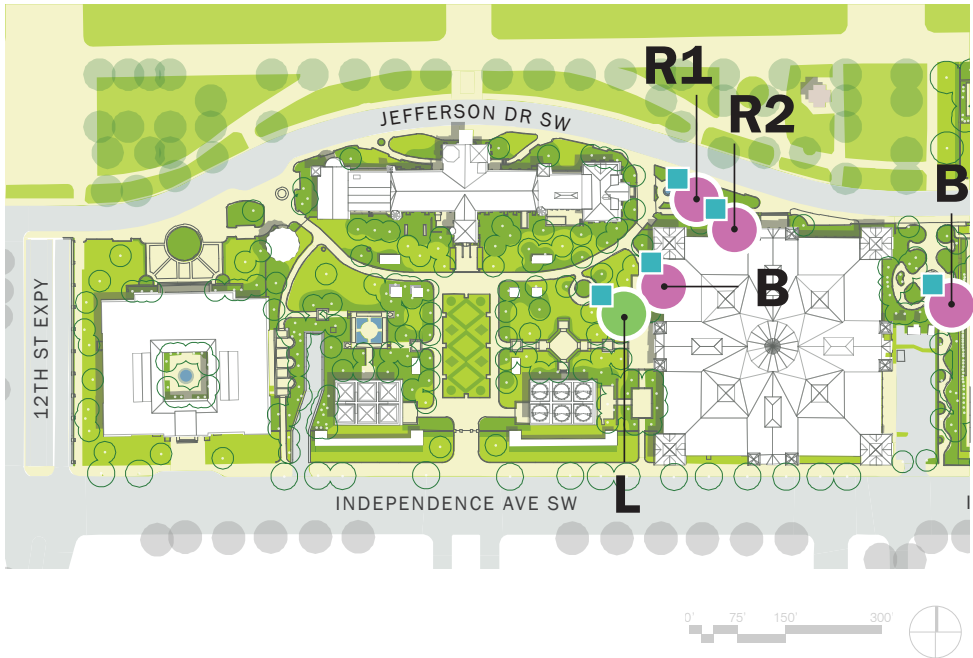 R1
JEFFERSON DR SW
R2
B
B
12TH ST EXPY
L
INDEPENDENCE AVE SW
I
0' 75' 150' 300'